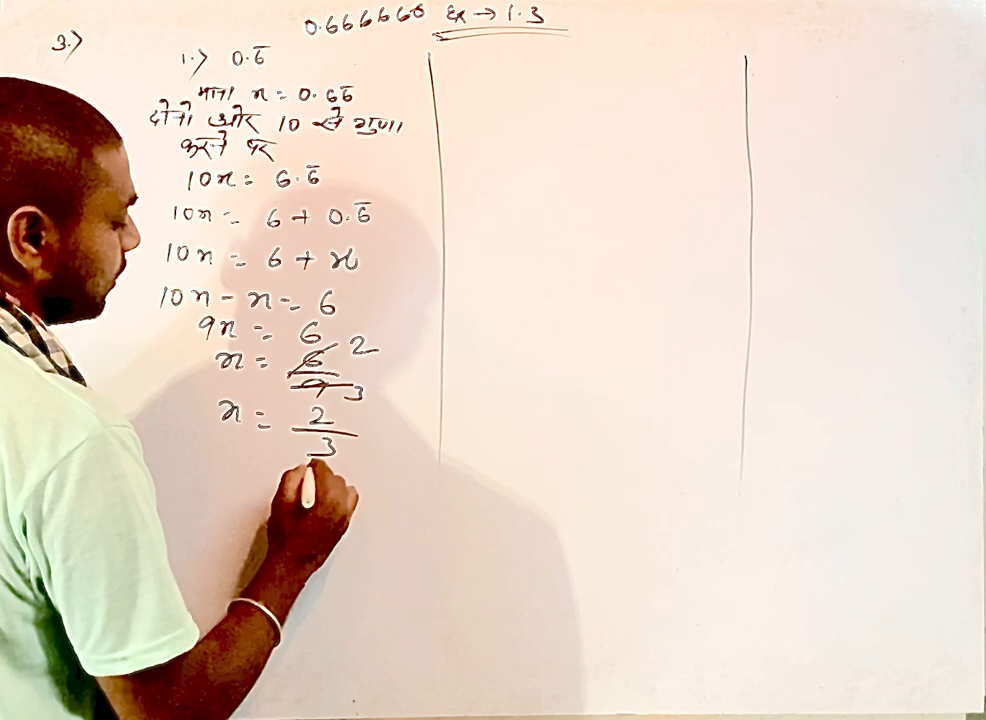 0.666666 Ex → 1.3
3.>
1.> 0.6̅
माना x = 0.66̅
दोनो ओर 10 से गुणा
करने पर
10x = 6.6̅
10x = 6 + 0.6̅
10x = 6 + x
10x - x = 6
9x = 6
x = 6/9 2/3
x = 2/3